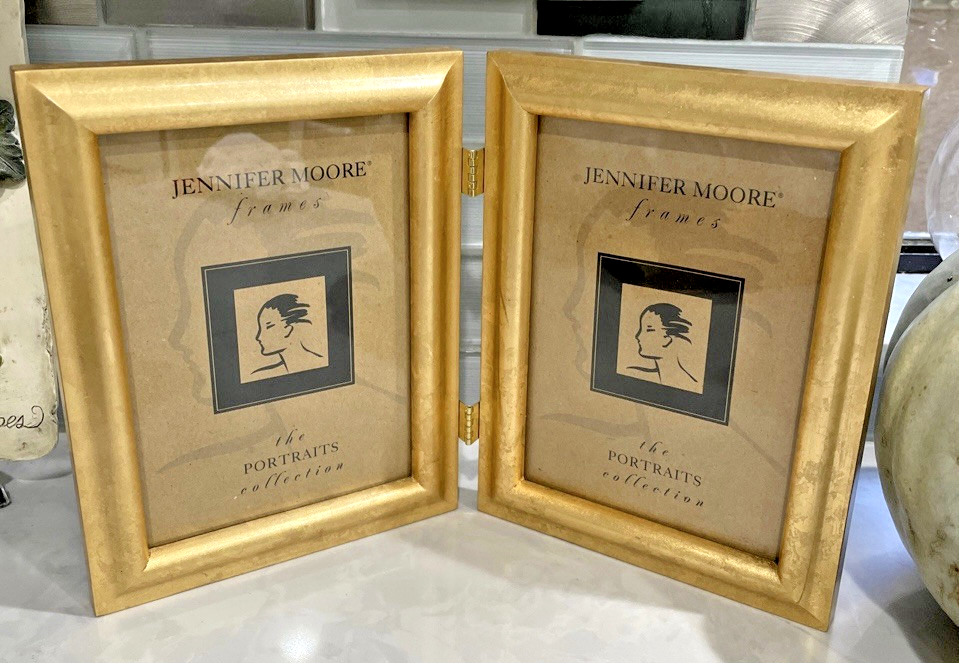 JENNIFER MOORE®
frames
the
PORTRAITS
collection
JENNIFER MOORE®
frames
the
PORTRAITS
collection